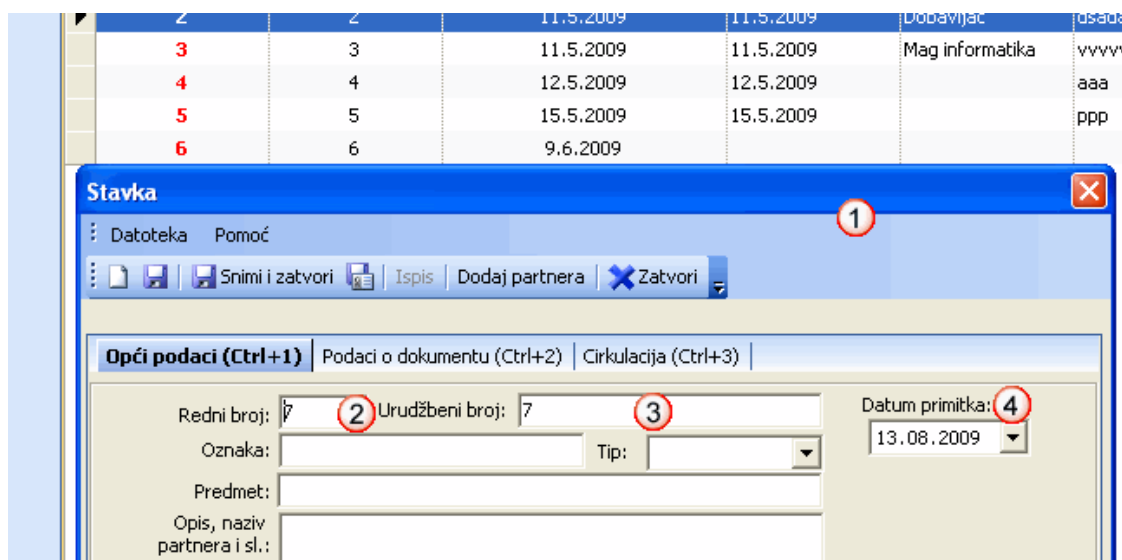 2 2 11.5.2009 11.5.2009 Dobavljač
3 3 11.5.2009 11.5.2009 Mag informatika
4 4 12.5.2009 12.5.2009 aaa
5 5 15.5.2009 15.5.2009 ppp
6 6 9.6.2009
Stavka
1
Datoteka Pomoć
Snimi i zatvori Ispis Dodaj partnera Zatvori
Opći podaci (Ctrl+1) Podaci o dokumentu (Ctrl+2) Cirkulacija (Ctrl+3)
Redni broj: 7 2 Urudžbeni broj: 7 3 Datum primitka: 4
13.08.2009
Oznaka: Tip:
Predmet:
Opis, naziv
partnera i sl.: